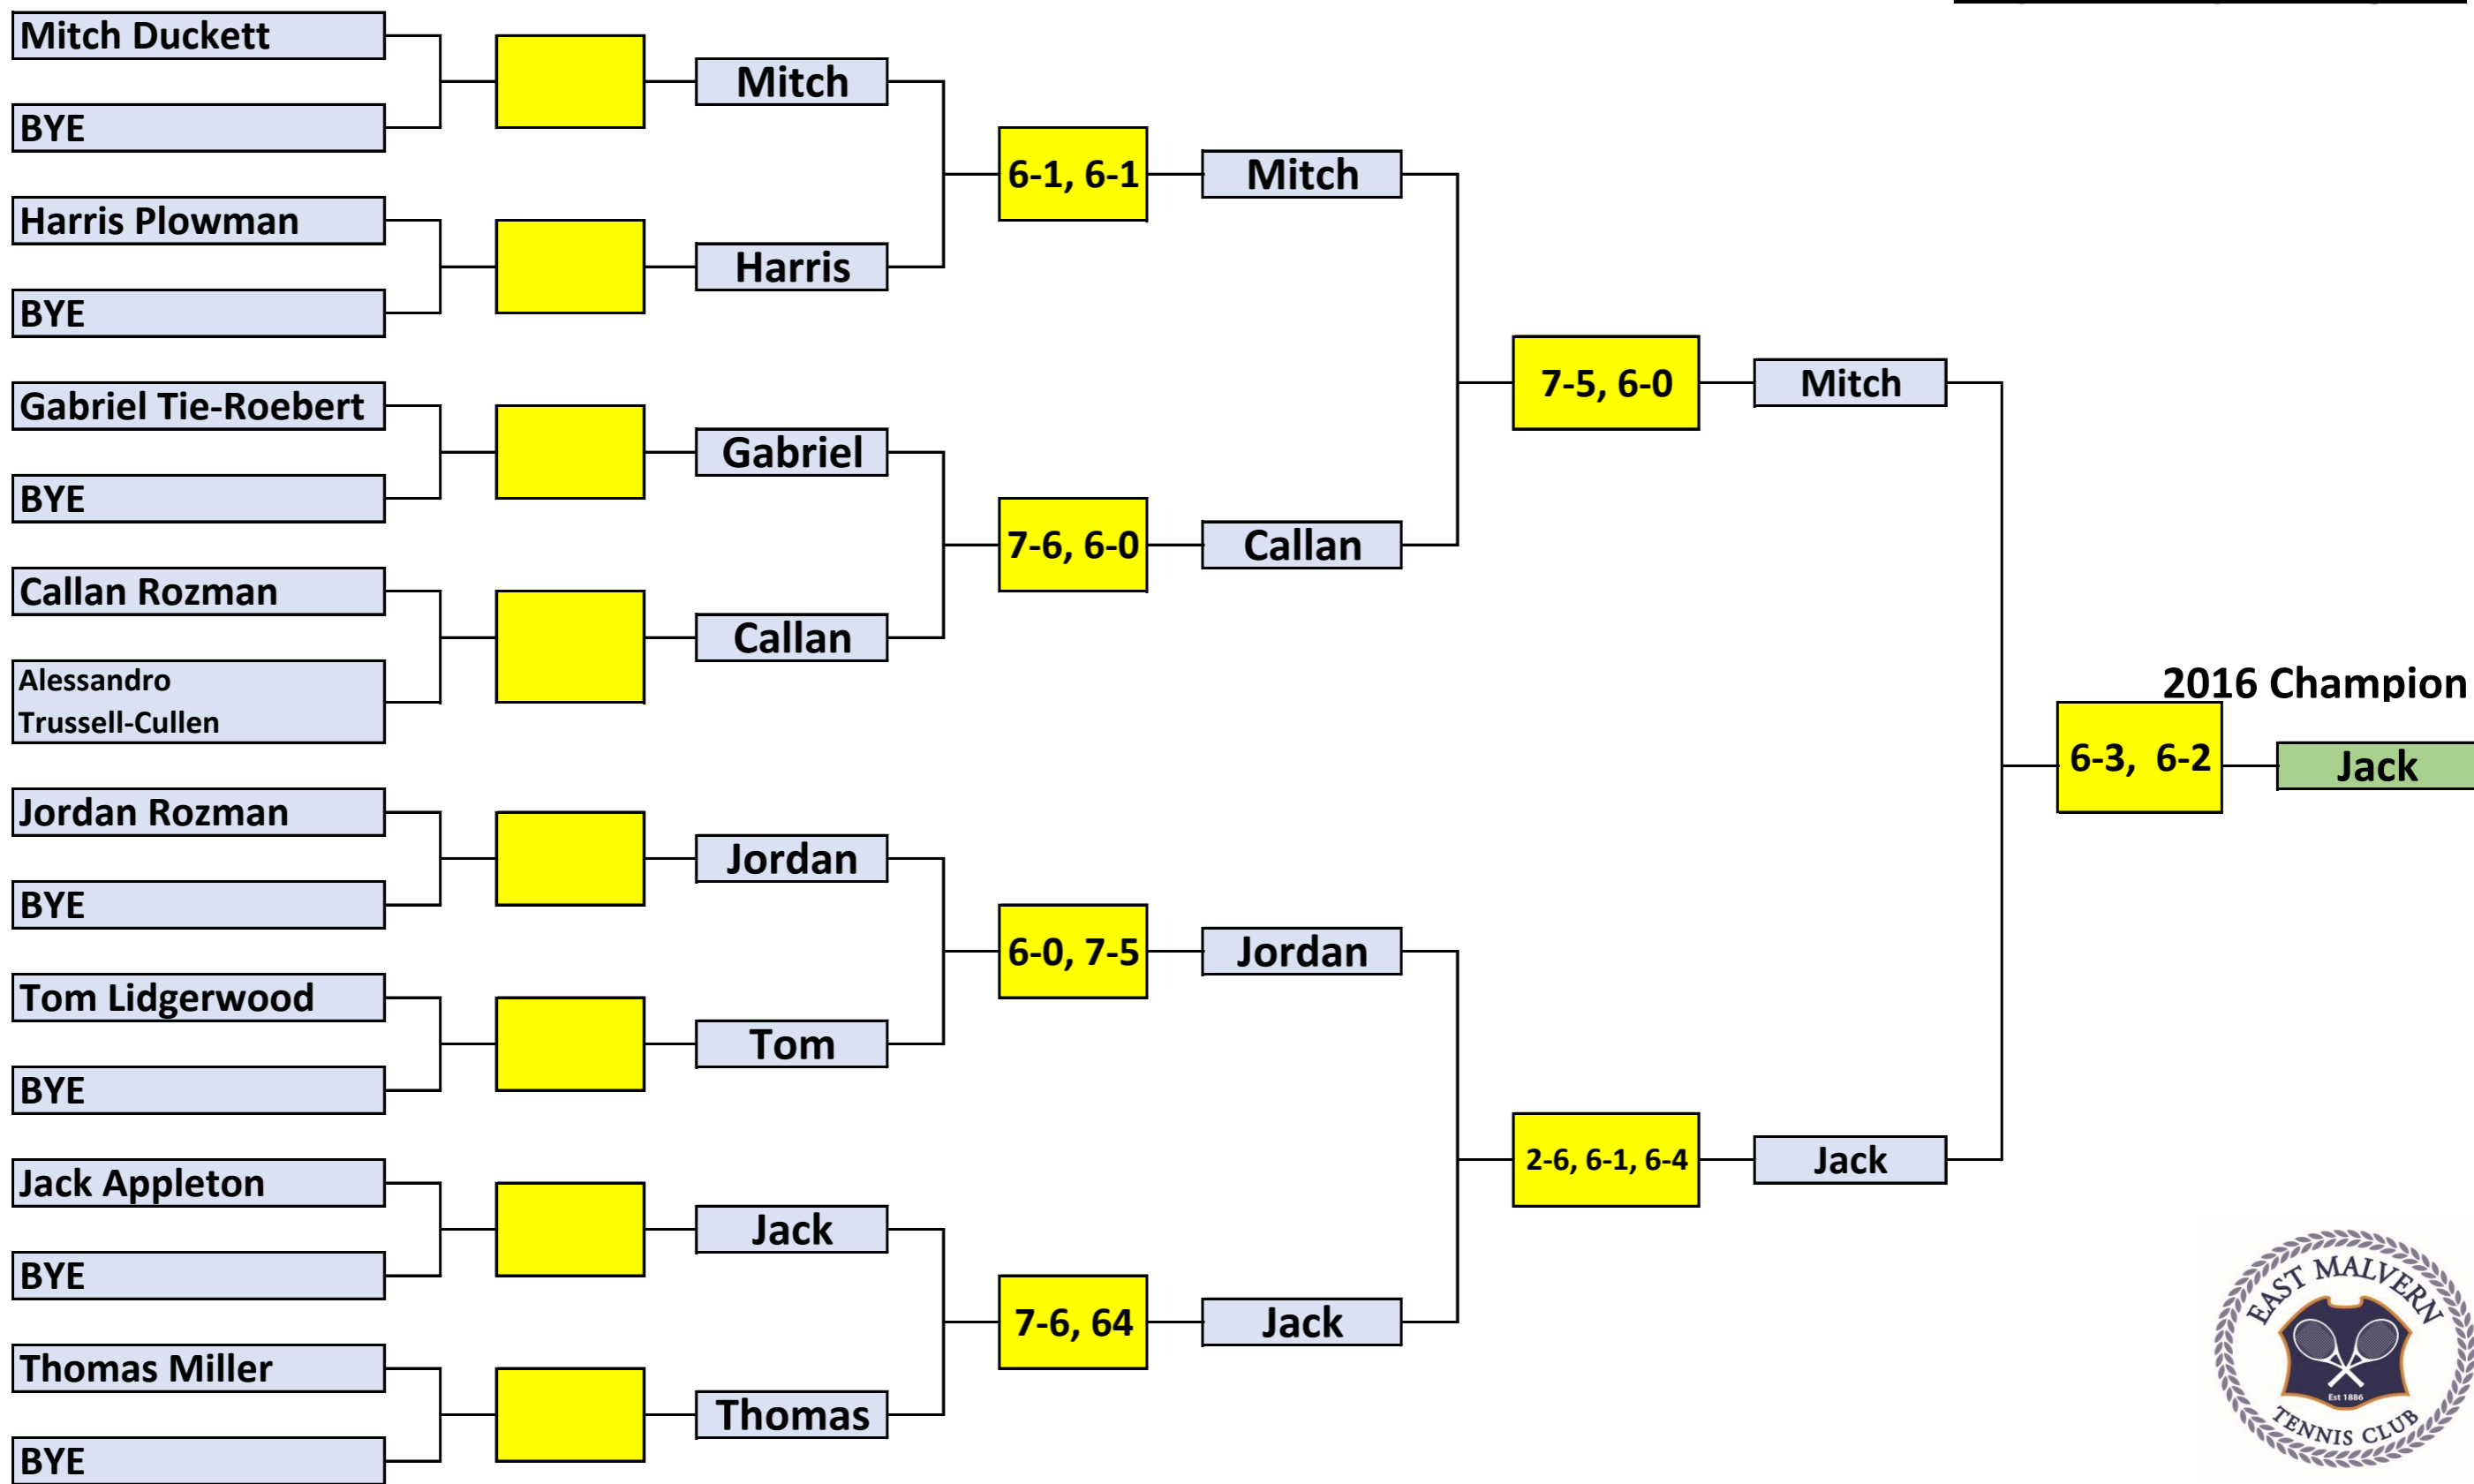 Mitch Duckett
BYE
Harris Plowman
BYE
Gabriel Tie-Roebert
BYE
Callan Rozman
Alessandro
Trussell-Cullen
Jordan Rozman
BYE
Tom Lidgerwood
BYE
Jack Appleton
BYE
Thomas Miller
BYE
Mitch
Harris
Gabriel
Callan
Jordan
Tom
Jack
Thomas
6-1, 6-1
7-6, 6-0
6-0, 7-5
7-6, 64
Mitch
Callan
Jordan
Jack
7-5, 6-0
2-6, 6-1, 6-4
Mitch
Jack
6-3, 6-2
2016 Champion
Jack
EAST MALVERN
Est 1886
TENNIS CLUB